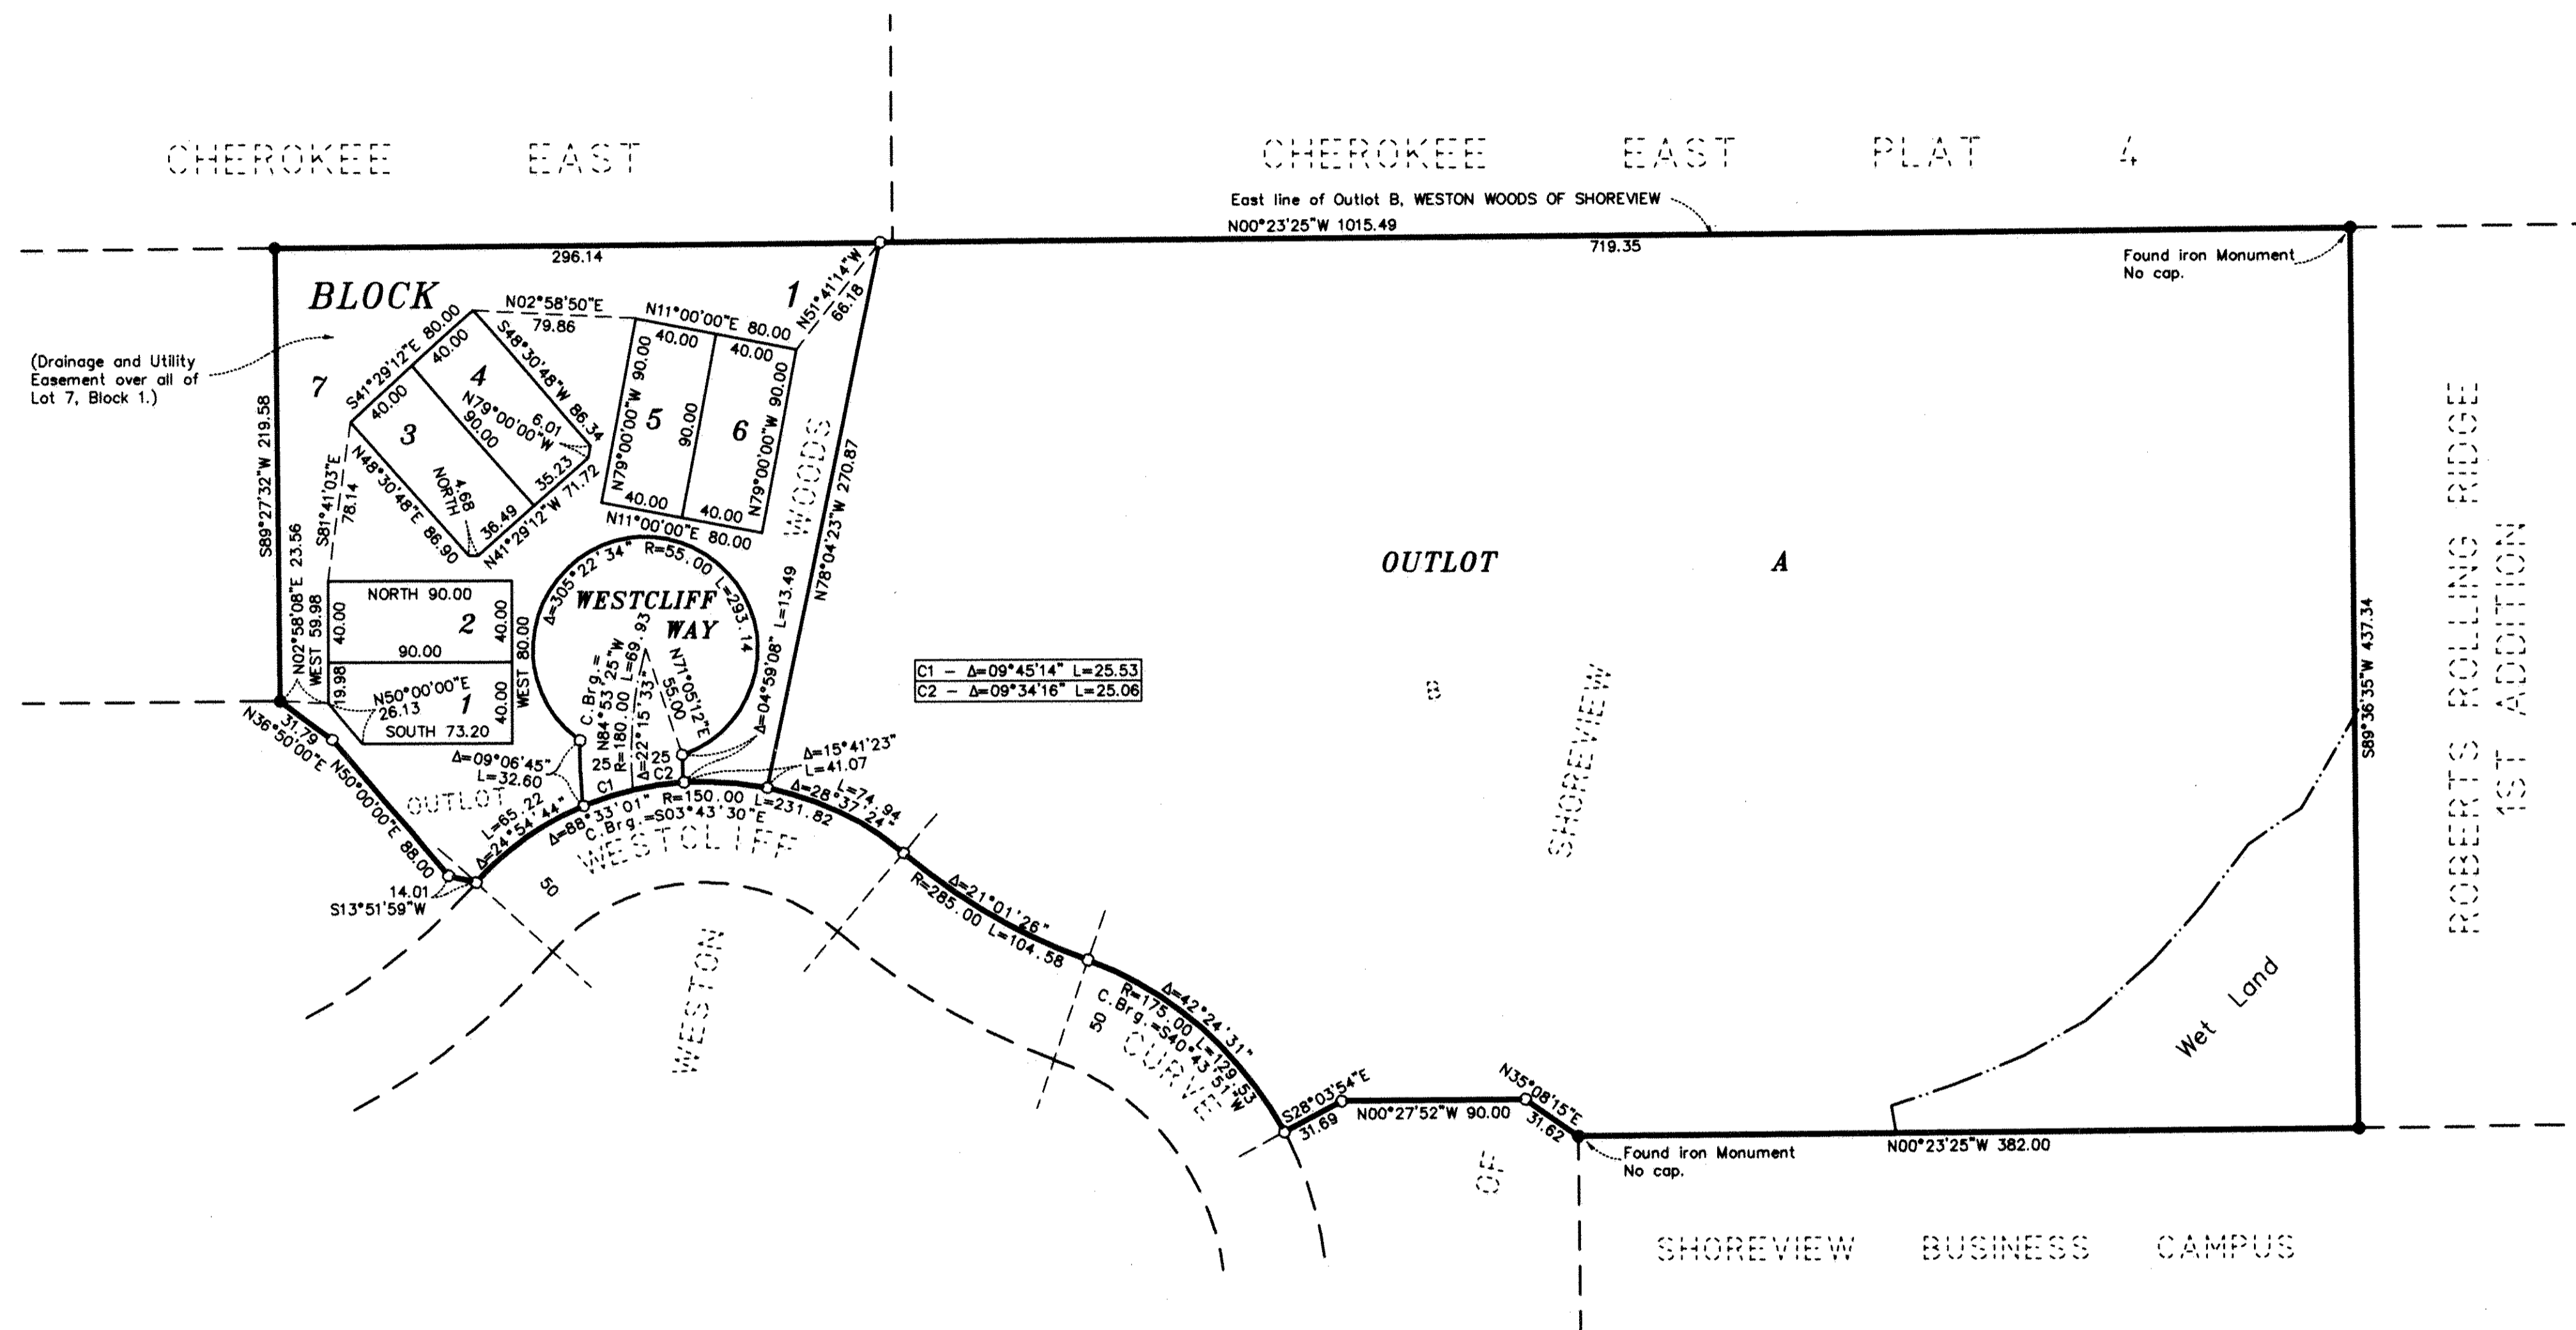 CHEROKEE EAST
CHEROKEE EAST PLAT 4
East line of Outlot B, WESTON WOODS OF SHOREVIEW
N00°23'25"W 1015.49
296.14
719.35
Found iron Monument
No cap.
BLOCK
1
N51°41'14"W
66.18
N02°58'50"E
79.86
N11°00'00"E 80.00
40.00
40.00
(Drainage and Utility
Easement over all of
Lot 7, Block 1.)
7
S41°29'12"E 80.00
40.00
40.00
4
S48°30'48"W 86.34
N79°00'00"W
6.01
90.00
3
N48°30'48"E 86.90
NORTH
4.68
36.49
35.23
N41°29'12"W 71.72
N79°00'00"W 90.00
5
90.00
6
N79°00'00"W 90.00
40.00
40.00
N11°00'00"E 80.00
WOODS
N78°04'23"W 270.87
S89°27'32"W 219.58
S81°41'03"E
78.14
N02°58'08"E 23.56
WEST 59.98
NORTH 90.00
40.00
2
40.00
90.00
WEST 80.00
19.98
N50°00'00"E
26.13
1
40.00
SOUTH 73.20
Δ=305°22'34" R=55.00 L=293.14
WESTCLIFF
WAY
C.Brg.=
N84°53'25"W
R=180.00 L=69.93
Δ=22°15'33"
N71°05'12"E
55.00
Δ=04°59'08" L=13.49
25
25
C1
C2
C1 - Δ=09°45'14" L=25.53
C2 - Δ=09°34'16" L=25.06
OUTLOT A
B
SHOREVIEW
S89°36'35"W 437.34
ROBERTS ROLLING RIDGE
1ST ADDITION
31.79
N36°50'00"E
N50°00'00"E 88.00
OUTLOT
Δ=09°06'45"
L=32.60
L=65.22
Δ=24°54'44"
Δ=88°33'01" R=150.00 L=231.82
C.Brg.=S03°43'30"E
Δ=15°41'23"
L=41.07
L=74.94
Δ=28°37'24"
WESTCLIFF
14.01
S13°51'59"W
50
WESTON
Δ=21°01'26"
R=285.00 L=104.58
Δ=42°24'31"
R=175.00 L=129.53
C.Brg.=S40°43'51"W
50
CURVE
S28°03'54"E
31.69
N00°27'52"W 90.00
N35°08'15"E
31.62
Found iron Monument
No cap.
N00°23'25"W 382.00
Wet Land
OF
SHOREVIEW BUSINESS CAMPUS